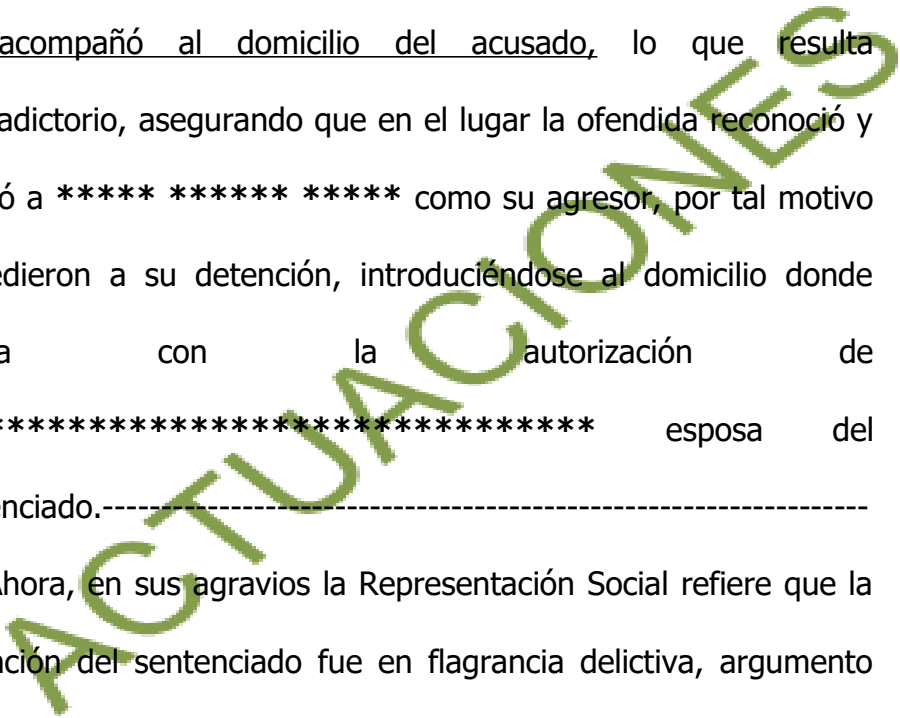 acompañó al domicilio del acusado, lo que resulta
adictorio, asegurando que en el lugar la ofendida reconoció y
ó a ***** ****** ***** como su agresor, por tal motivo
edieron a su detención, introduciéndose al domicilio donde
a con la autorización de
****************************** esposa del
enciado.----------------------------------------------------------------------
Ahora, en sus agravios la Representación Social refiere que la
ación del sentenciado fue en flagrancia delictiva, argumento
ACTUACIONES